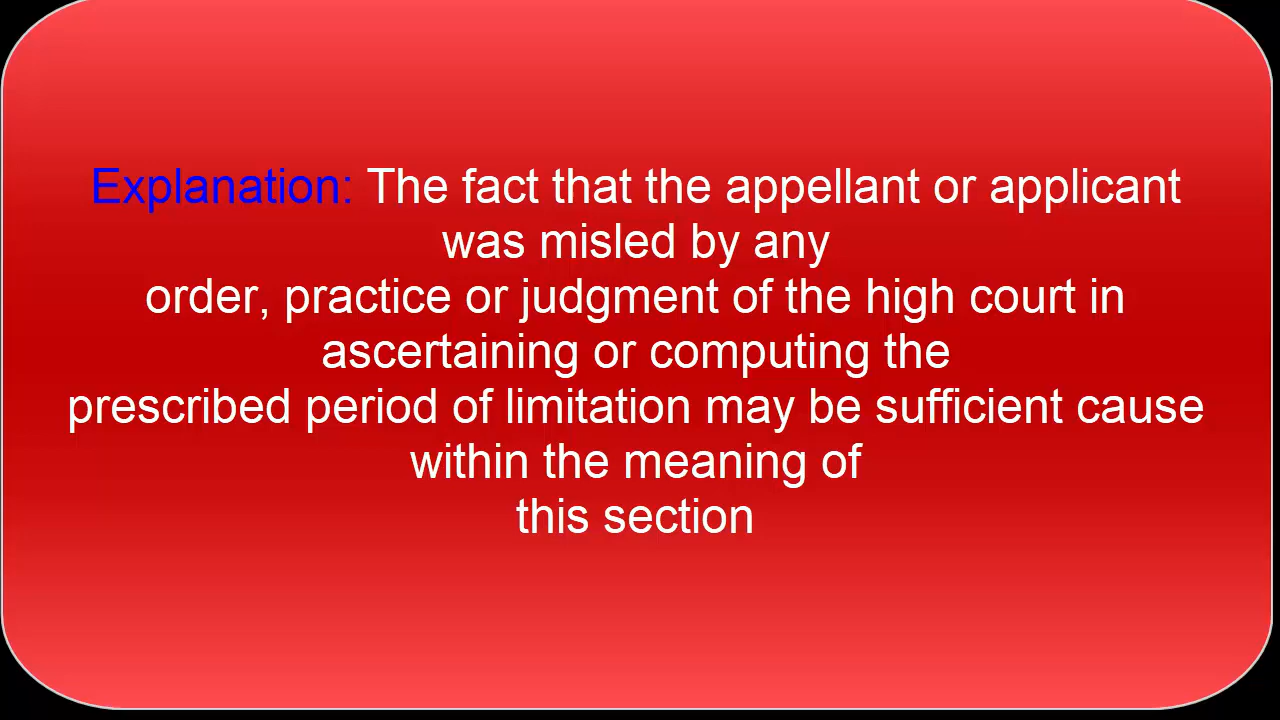 Explanation: The fact that the appellant or applicant
was misled by any
order, practice or judgment of the high court in
ascertaining or computing the
prescribed period of limitation may be sufficient cause
within the meaning of
this section